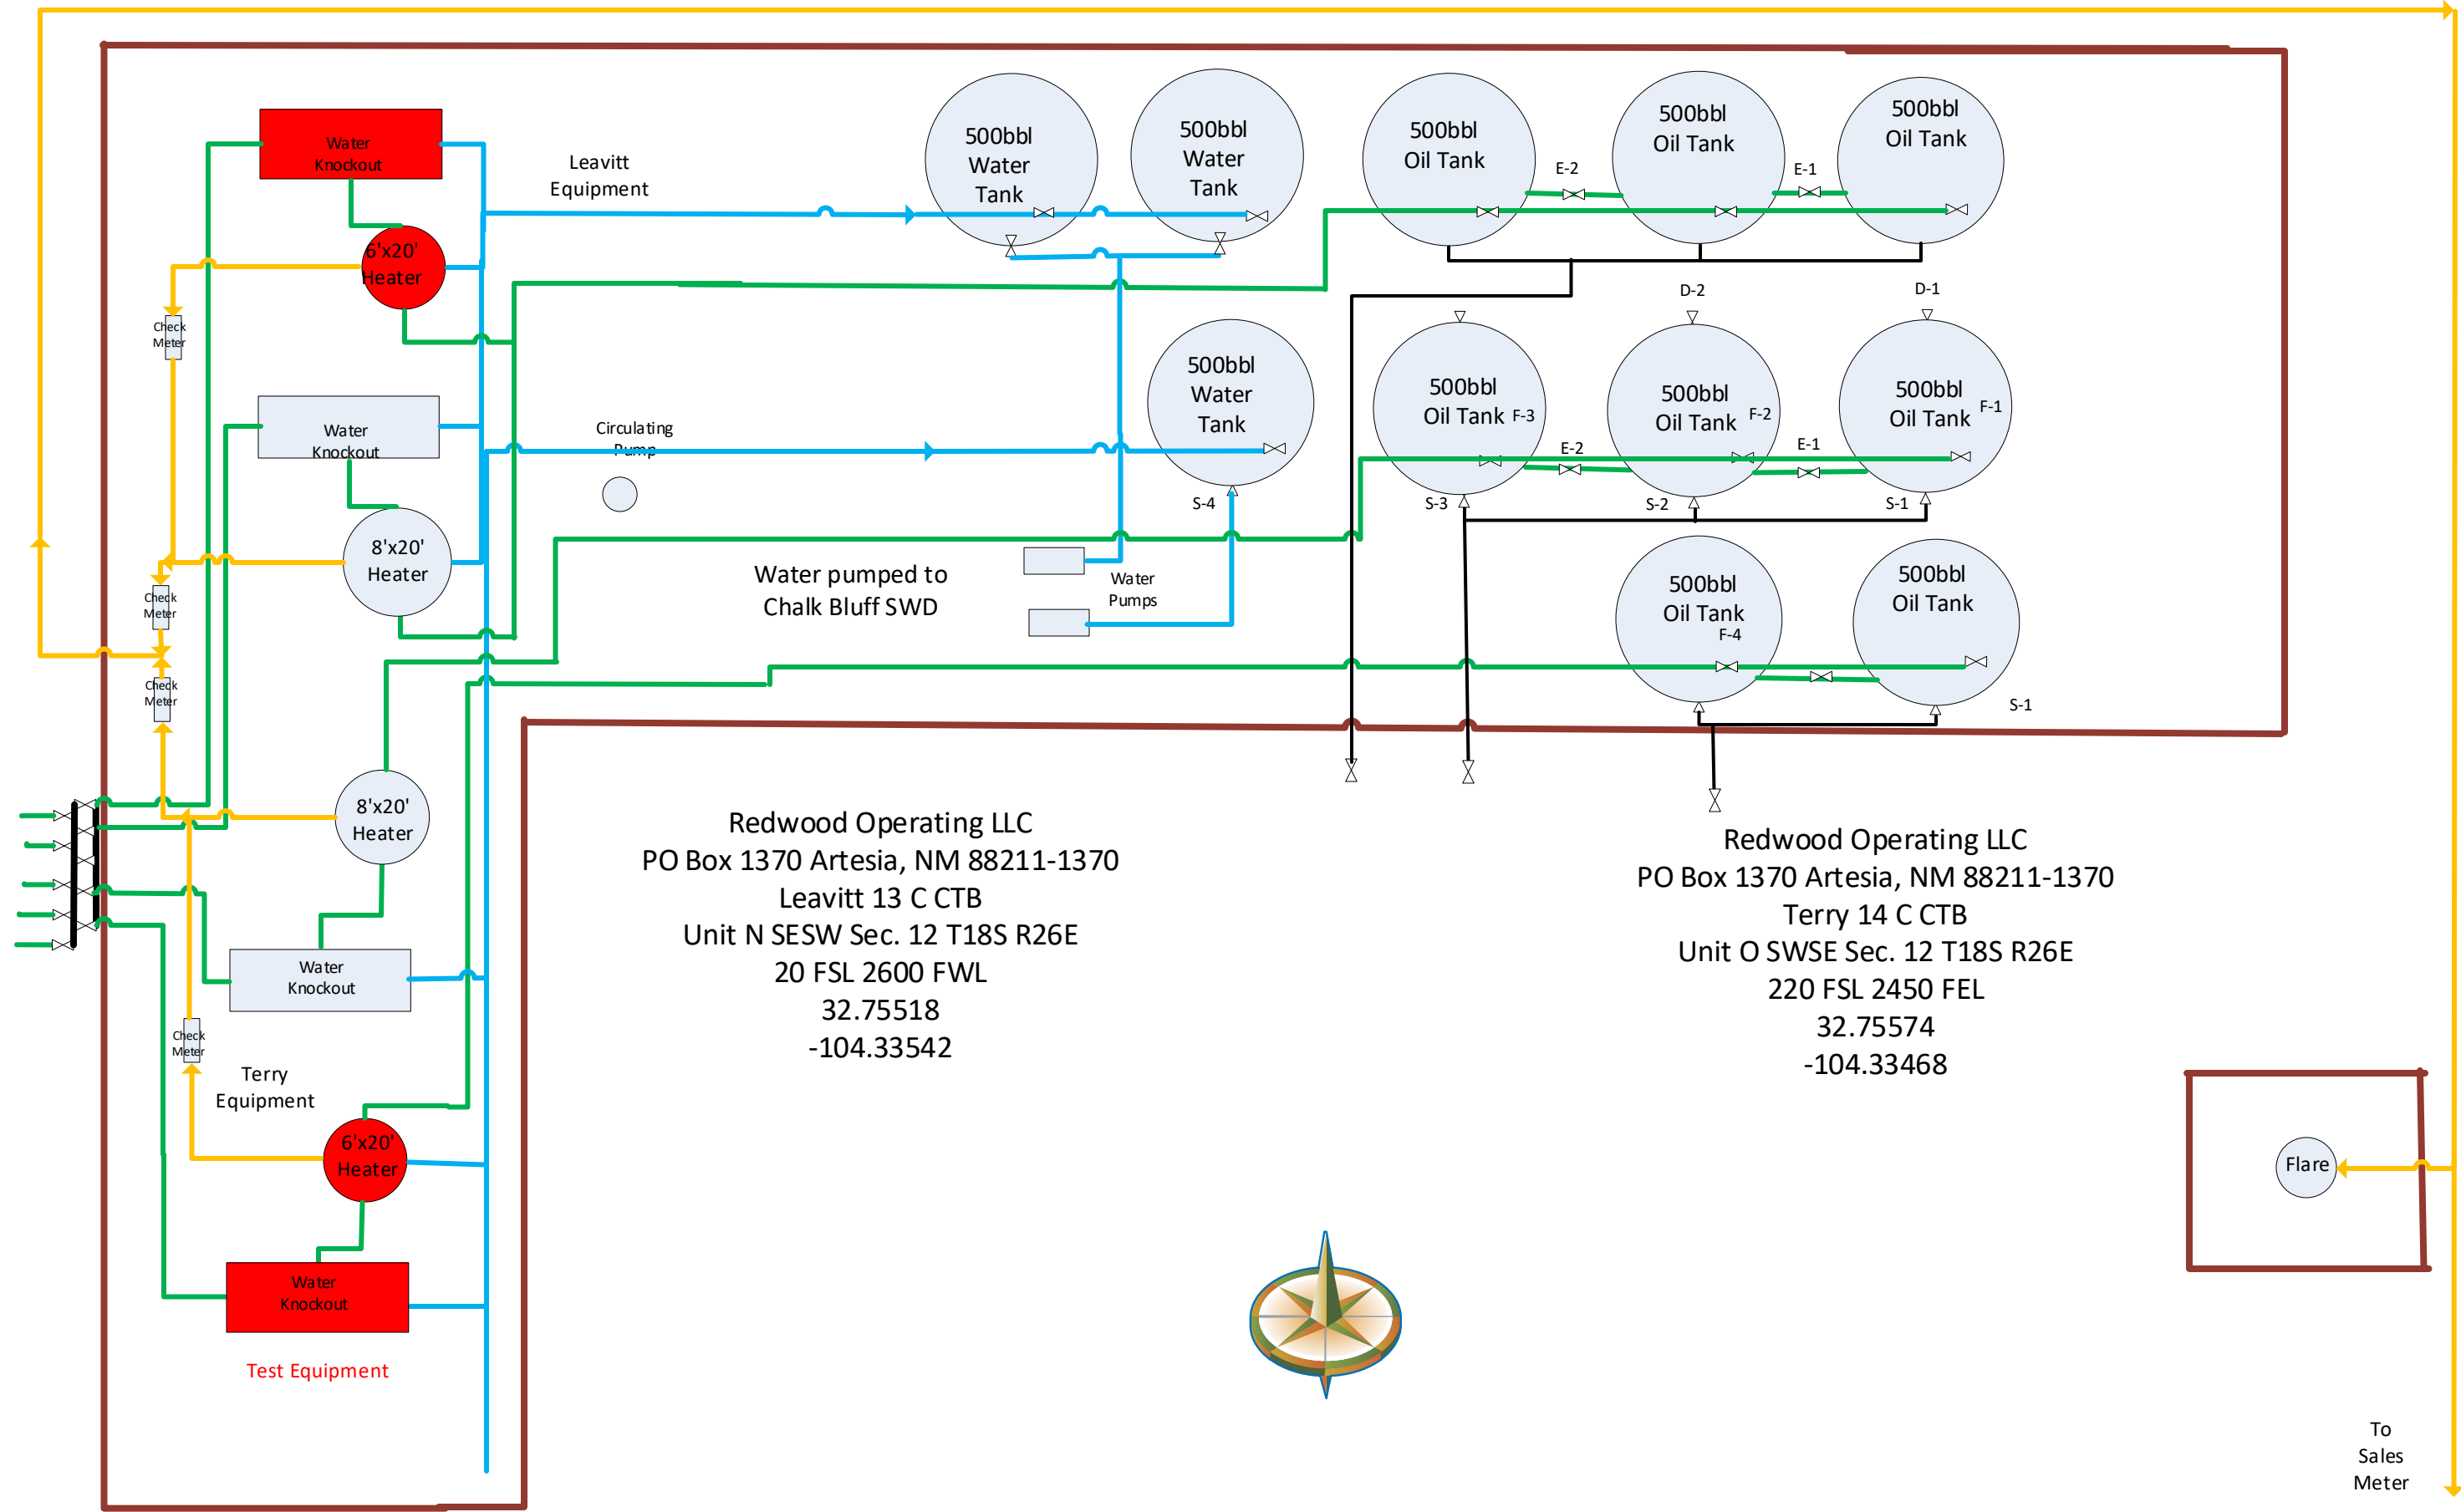 Water
Knockout
Leavitt
Equipment
500bbl
Water
Tank
500bbl
Water
Tank
500bbl
Oil Tank
E-2
500bbl
Oil Tank
E-1
500bbl
Oil Tank
6'x20'
Heater
Check
Meter
D-2
D-1
Water
Knockout
Circulating
Pump
500bbl
Water
Tank
S-4
500bbl
Oil Tank
F-3
E-2
500bbl
Oil Tank
F-2
E-1
500bbl
Oil Tank
F-1
S-3
S-2
S-1
8'x20'
Heater
Check
Meter
Water pumped to
Chalk Bluff SWD
Water
Pumps
500bbl
Oil Tank
F-4
500bbl
Oil Tank
S-1
Check
Meter
8'x20'
Heater
Redwood Operating LLC
PO Box 1370 Artesia, NM 88211-1370
Leavitt 13 C CTB
Unit N SESW Sec. 12 T18S R26E
20 FSL 2600 FWL
32.75518
-104.33542
Redwood Operating LLC
PO Box 1370 Artesia, NM 88211-1370
Terry 14 C CTB
Unit O SWSE Sec. 12 T18S R26E
220 FSL 2450 FEL
32.75574
-104.33468
Water
Knockout
Check
Meter
Terry
Equipment
6'x20'
Heater
Flare
Water
Knockout
Test Equipment
To
Sales
Meter